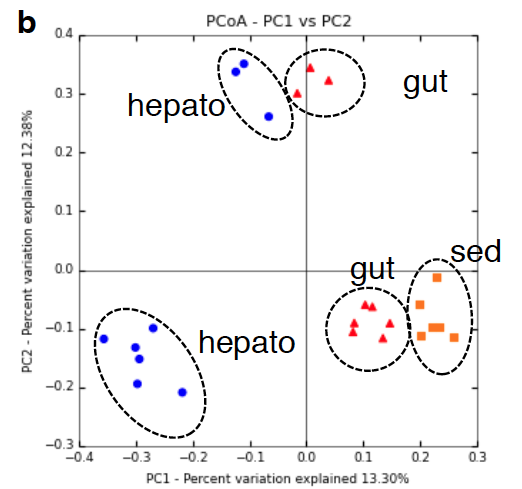 b
PCoA - PC1 vs PC2
0.4
0.3
0.2
0.1
0.0
−0.1
−0.2
−0.3
PC2 - Percent variation explained 12.38%
hepato
gut
sed
gut
hepato
−0.4
−0.3
−0.2
−0.1
0.0
0.1
0.2
0.3
PC1 - Percent variation explained 13.30%